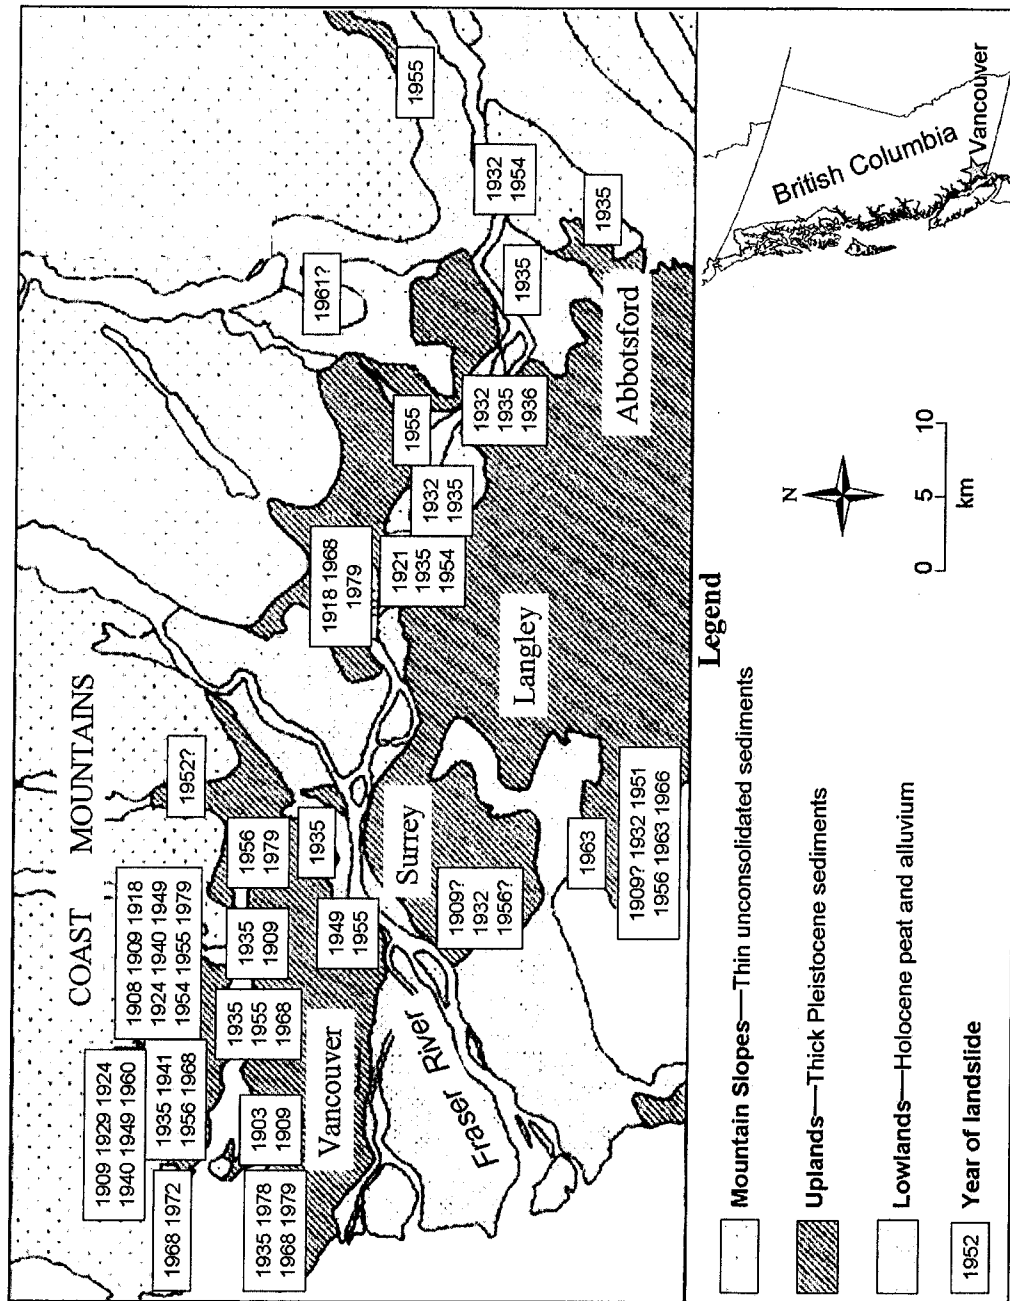 COAST MOUNTAINS
1909 1929 1924
1940 1949 1960
1908 1909 1918
1924 1940 1949
1954 1955 1979
1968 1972
1935 1941
1956 1968
1952?
1935 1978
1968 1979
1903
1909
1935
1955
1968
1935
1909
1956
1979
1935
1949
1955
1918 1968
1979
1961?
1955
1921
1935
1954
1932
1935
1955
1932
1935
1936
1935
1932
1954
1935
Vancouver
Fraser River
Surrey
Langley
Abbotsford
1909?
1932
1956?
1963
1909? 1932 1951
1956 1963 1966
Legend
Mountain Slopes—Thin unconsolidated sediments
Uplands—Thick Pleistocene sediments
Lowlands—Holocene peat and alluvium
1952 Year of landslide
N
0 5 10
km
British Columbia
Vancouver